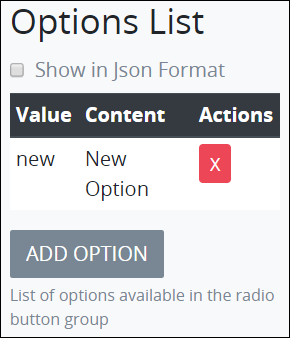 Options List
Show in Json Format
Value Content Actions
new New X
Option
ADD OPTION
List of options available in the radio
button group